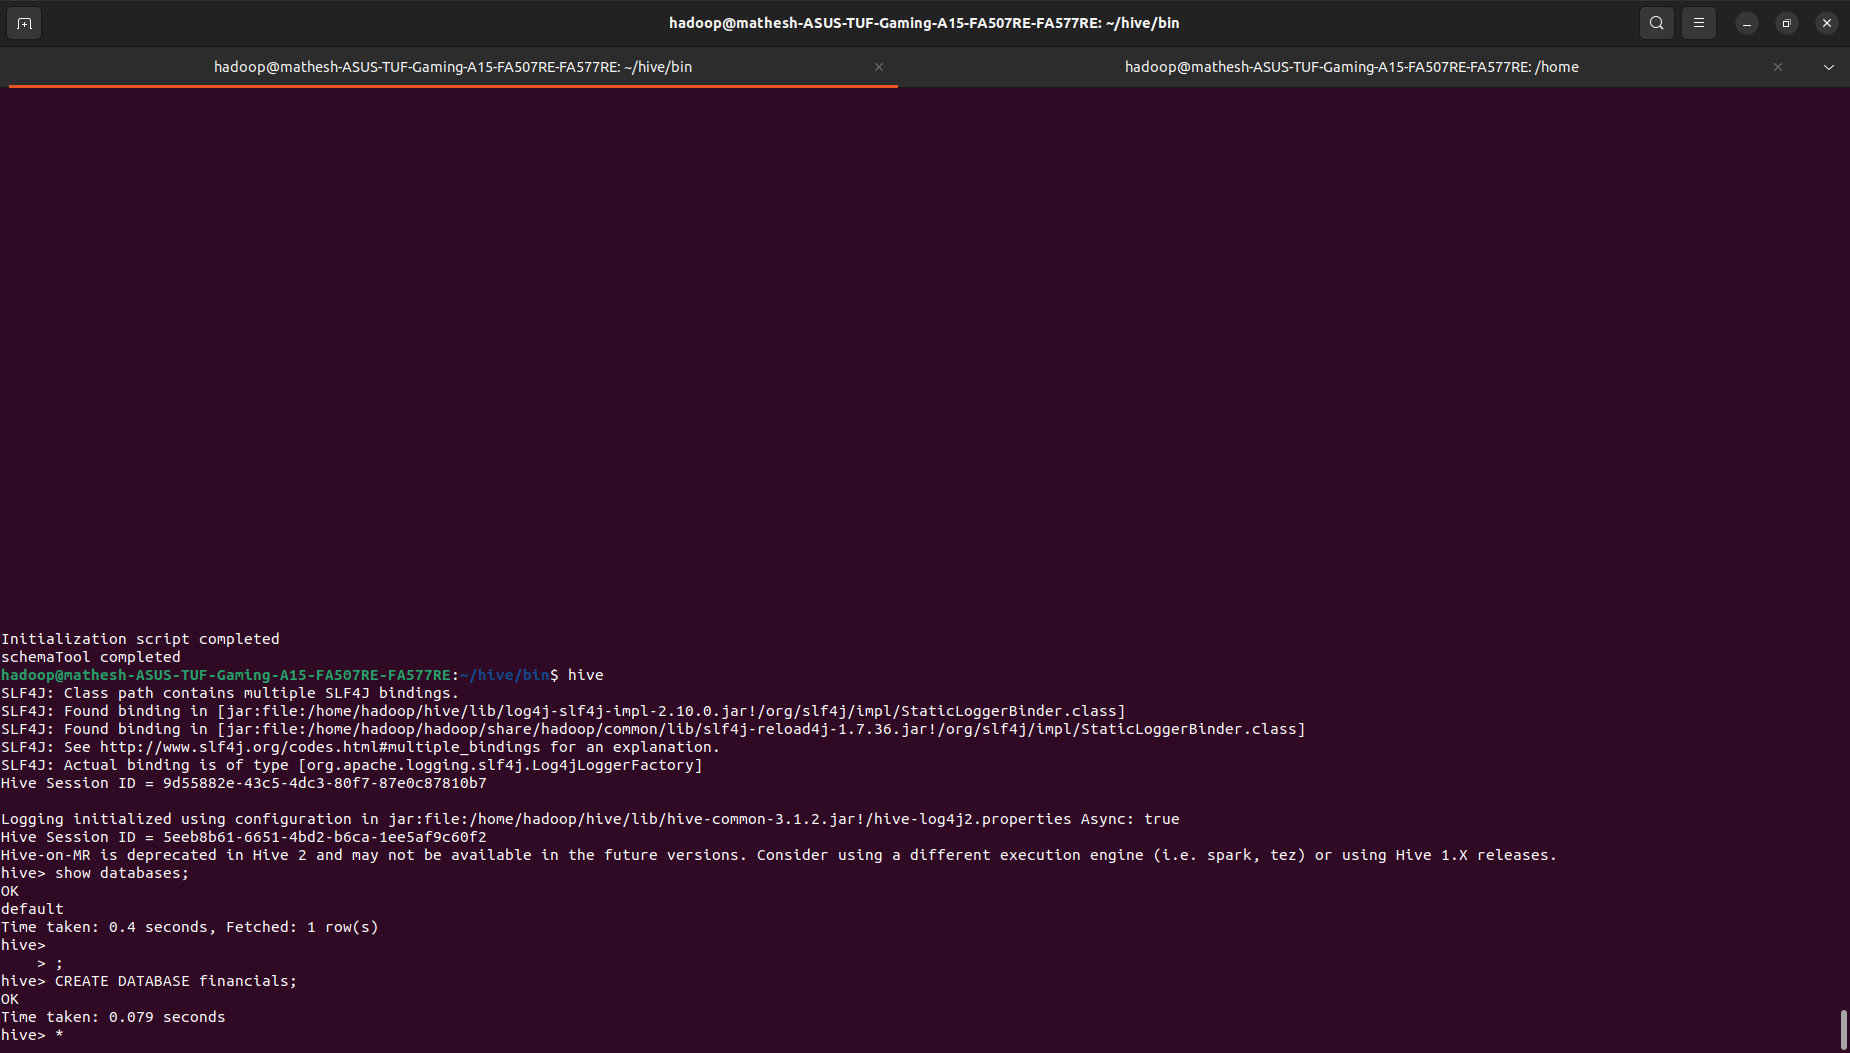 hadoop@mathesh-ASUS-TUF-Gaming-A15-FA507RE-FA577RE: ~/hive/bin
hadoop@mathesh-ASUS-TUF-Gaming-A15-FA507RE-FA577RE: ~/hive/bin
hadoop@mathesh-ASUS-TUF-Gaming-A15-FA507RE-FA577RE: /home
Initialization script completed
schemaTool completed
hadoop@mathesh-ASUS-TUF-Gaming-A15-FA507RE-FA577RE:~/hive/bin$ hive
SLF4J: Class path contains multiple SLF4J bindings.
SLF4J: Found binding in [jar:file:/home/hadoop/hive/lib/log4j-slf4j-impl-2.10.0.jar!/org/slf4j/impl/StaticLoggerBinder.class]
SLF4J: Found binding in [jar:file:/home/hadoop/hadoop/share/hadoop/common/lib/slf4j-reload4j-1.7.36.jar!/org/slf4j/impl/StaticLoggerBinder.class]
SLF4J: See http://www.slf4j.org/codes.html#multiple_bindings for an explanation.
SLF4J: Actual binding is of type [org.apache.logging.slf4j.Log4jLoggerFactory]
Hive Session ID = 9d55882e-43c5-4dc3-80f7-87e0c87810b7
Logging initialized using configuration in jar:file:/home/hadoop/hive/lib/hive-common-3.1.2.jar!/hive-log4j2.properties Async: true
Hive Session ID = 5eeb8b61-6651-4bd2-b6ca-1ee5af9c60f2
Hive-on-MR is deprecated in Hive 2 and may not be available in the future versions. Consider using a different execution engine (i.e. spark, tez) or using Hive 1.X releases.
hive> show databases;
OK
default
Time taken: 0.4 seconds, Fetched: 1 row(s)
hive>
    > ;
hive> CREATE DATABASE financials;
OK
Time taken: 0.079 seconds
hive> *